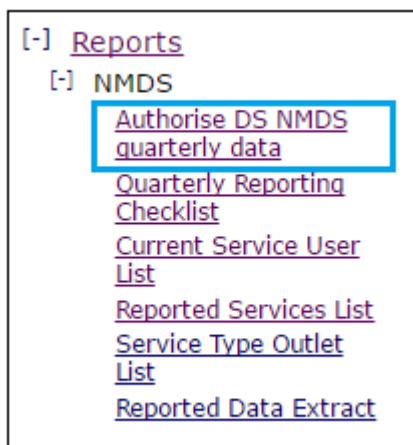 [-] Reports
[-] NMDS
Authorise DS NMDS
quarterly data
Quarterly Reporting
Checklist
Current Service User
List
Reported Services List
Service Type Outlet
List
Reported Data Extract